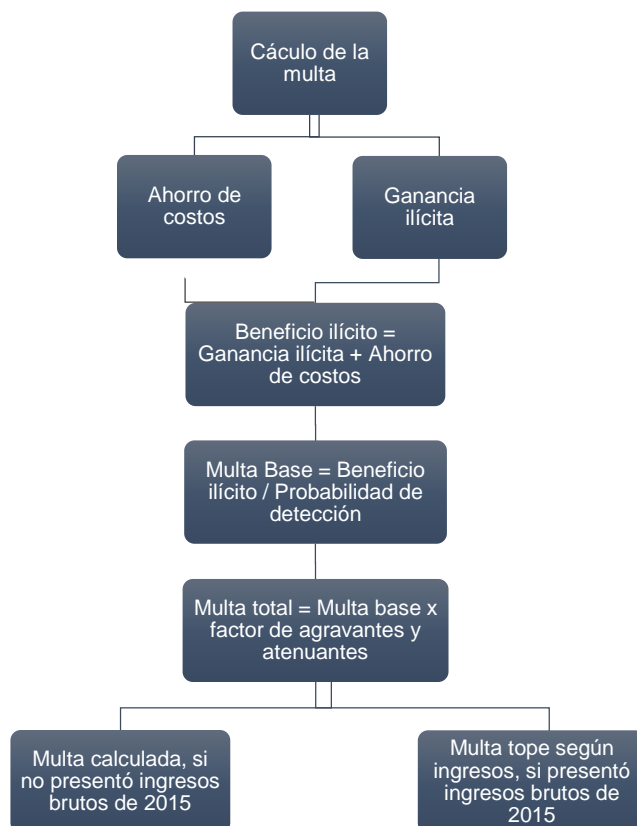 Cáculo de la
multa
Ahorro de
costos
Ganancia
ilícita
Beneficio ilícito =
Ganancia ilícita + Ahorro
de costos
Multa Base = Beneficio
ilícito / Probabilidad de
detección
Multa total = Multa base x
factor de agravantes y
atenuantes
Multa calculada, si
no presentó ingresos
brutos de 2015
Multa tope según
ingresos, si presentó
ingresos brutos de
2015